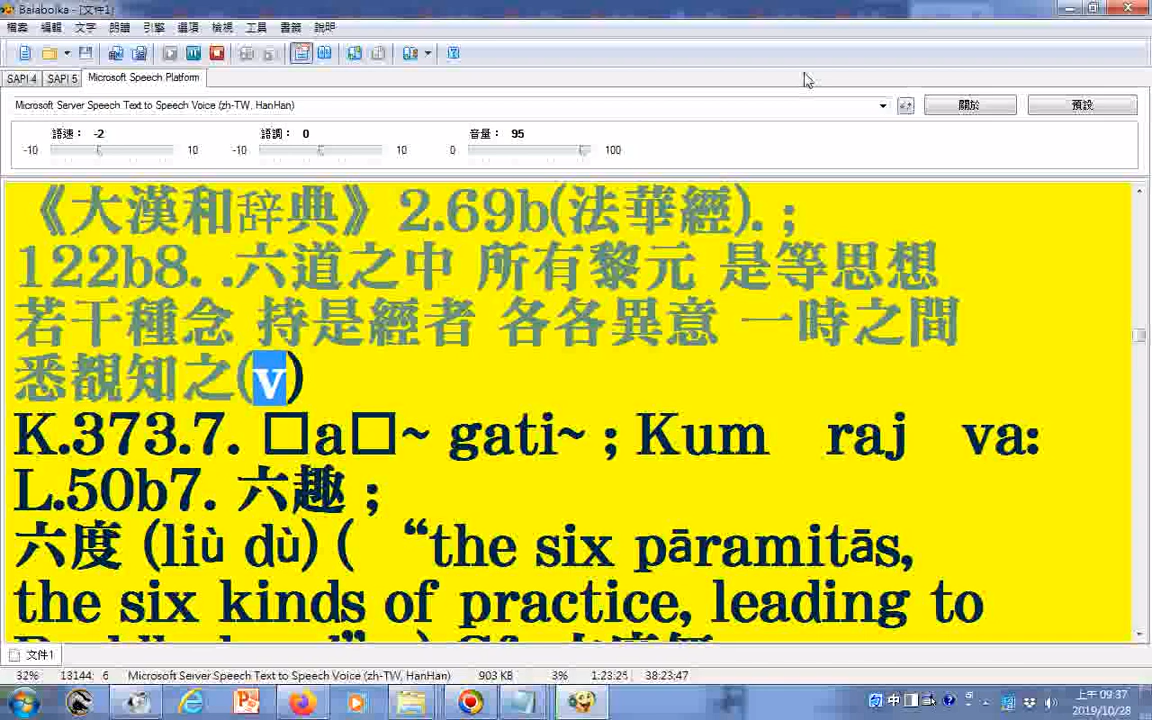 Balabolka - [文件1]
檔案 編輯 文字 朗讀 引擎 選項 檢視 工具 書籤 說明
SAPI 4 SAPI 5 Microsoft Speech Platform
Microsoft Server Speech Text to Speech Voice (zh-TW, HanHan) 關於 預設
語速： -2 語調： 0 音量： 95
-10 10 -10 10 0 100
《大漢和辞典》2.69b(法華經). ;
122b8. .六道之中 所有黎元 是等思想
若干種念 持是經者 各各異意 一時之間
悉覩知之(v)
K.373.7. □a□~ gati~ ; Kum raj va:
L.50b7. 六趣 ;
六度 (liù dù) ( “the six pāramitās,
the six kinds of practice, leading to
文件1
32% 13144: 6 Microsoft Server Speech Text to Speech Voice (zh-TW, HanHan) 903 KB 3% 1:23:25 38:23:47
中 上午 09:37
2019/10/28